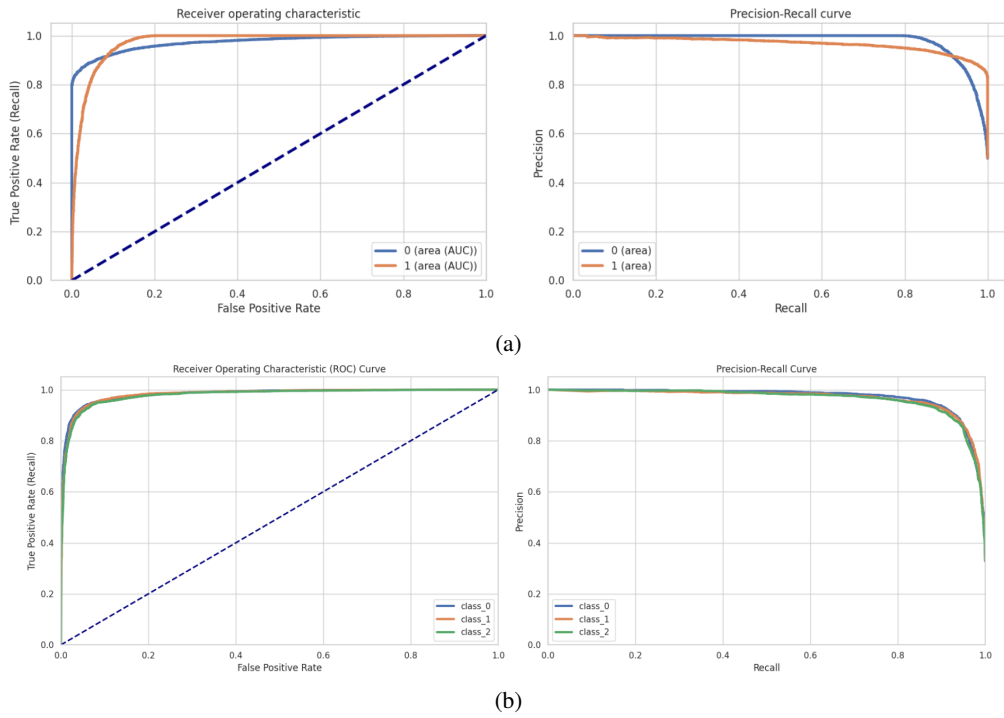 Receiver operating characteristic
1.0
0.8
0.6
0.4
0.2
0.0
True Positive Rate (Recall)
0.0 0.2 0.4 0.6 0.8 1.0
False Positive Rate
0 (area (AUC))
1 (area (AUC))
Precision-Recall curve
1.0
0.8
0.6
0.4
0.2
0.0
Precision
0.0 0.2 0.4 0.6 0.8 1.0
Recall
0 (area)
1 (area)
(a)
Receiver Operating Characteristic (ROC) Curve
1.0
0.8
0.6
0.4
0.2
0.0
True Positive Rate (Recall)
0.0 0.2 0.4 0.6 0.8 1.0
False Positive Rate
class_0
class_1
class_2
Precision-Recall Curve
1.0
0.8
0.6
0.4
0.2
0.0
Precision
0.0 0.2 0.4 0.6 0.8 1.0
Recall
class_0
class_1
class_2
(b)